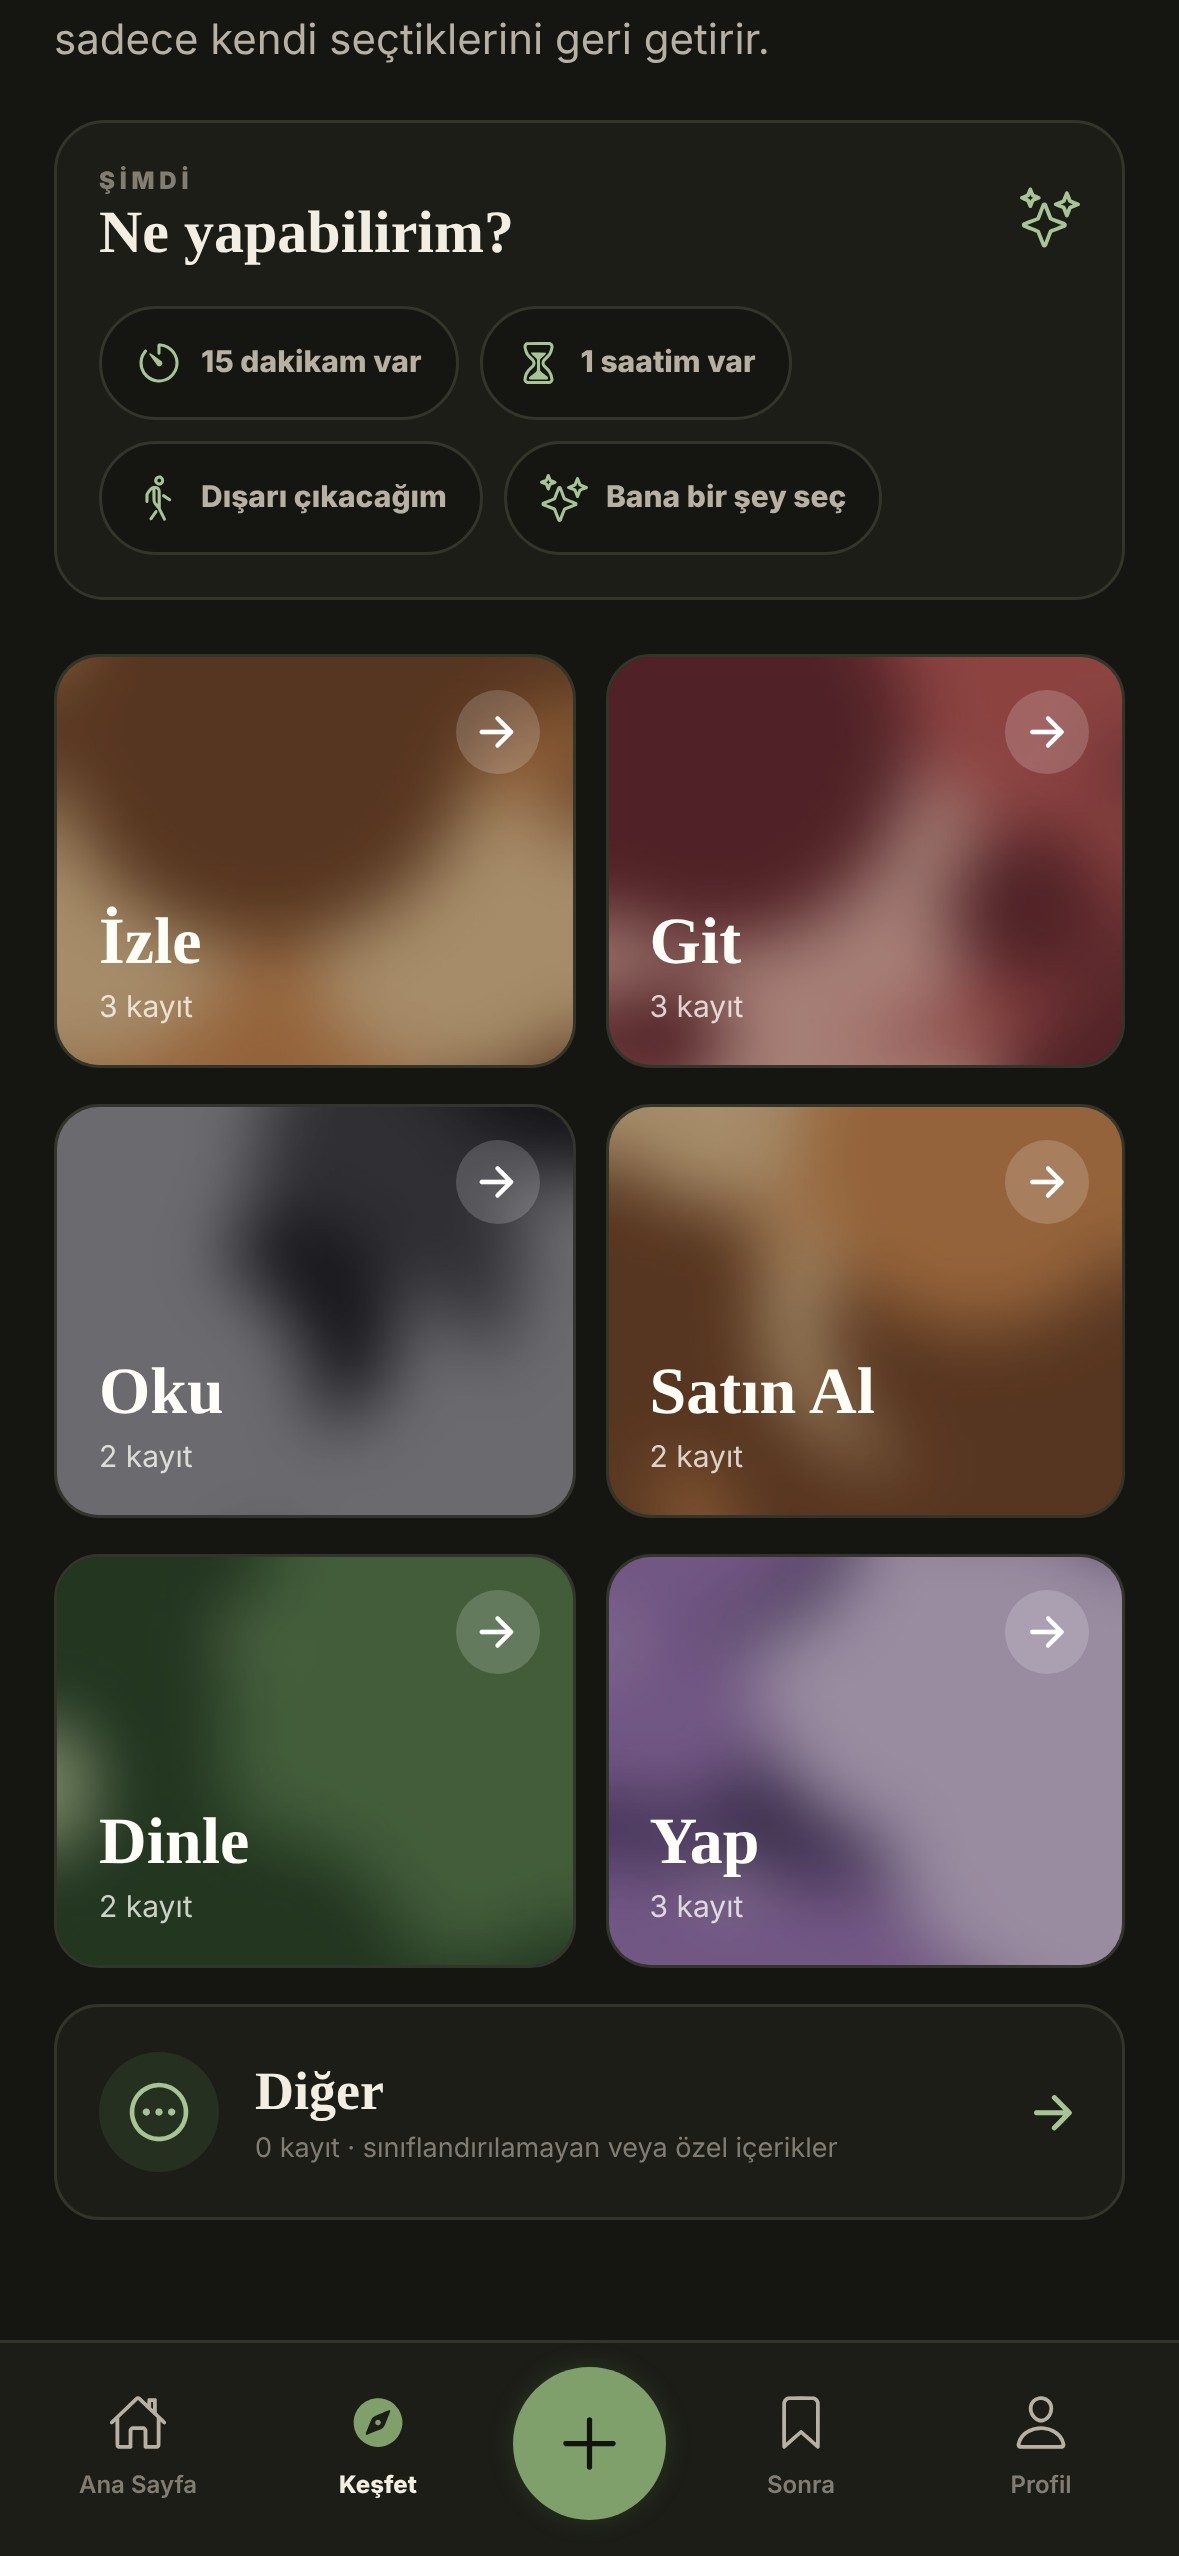 sadece kendi seçtiklerini geri getirir.
ŞİMDİ
Ne yapabilirim?
15 dakikam var
1 saatim var
Dışarı çıkacağım
Bana bir şey seç
İzle
3 kayıt
Git
3 kayıt
Oku
2 kayıt
Satın Al
2 kayıt
Dinle
2 kayıt
Yap
3 kayıt
Diğer
0 kayıt · sınıflandırılamayan veya özel içerikler
Ana Sayfa
Keşfet
Sonra
Profil